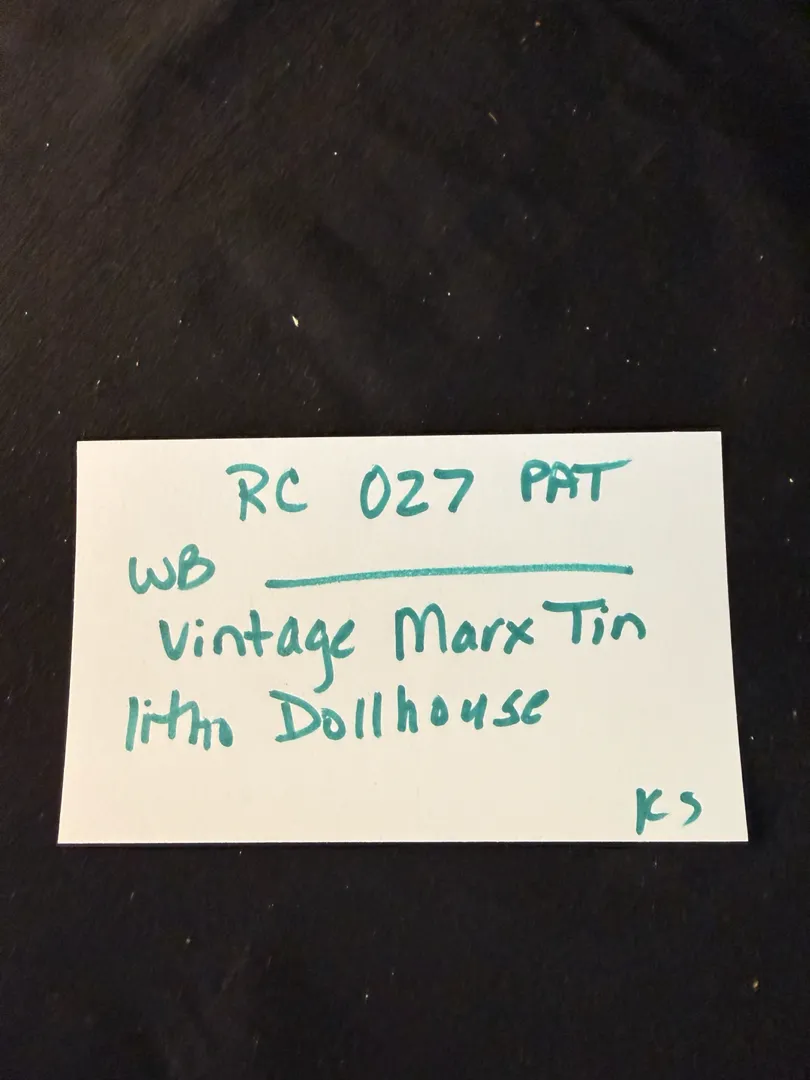 RC 027 PAT
WB
Vintage Marx Tin
litho Dollhouse
KS